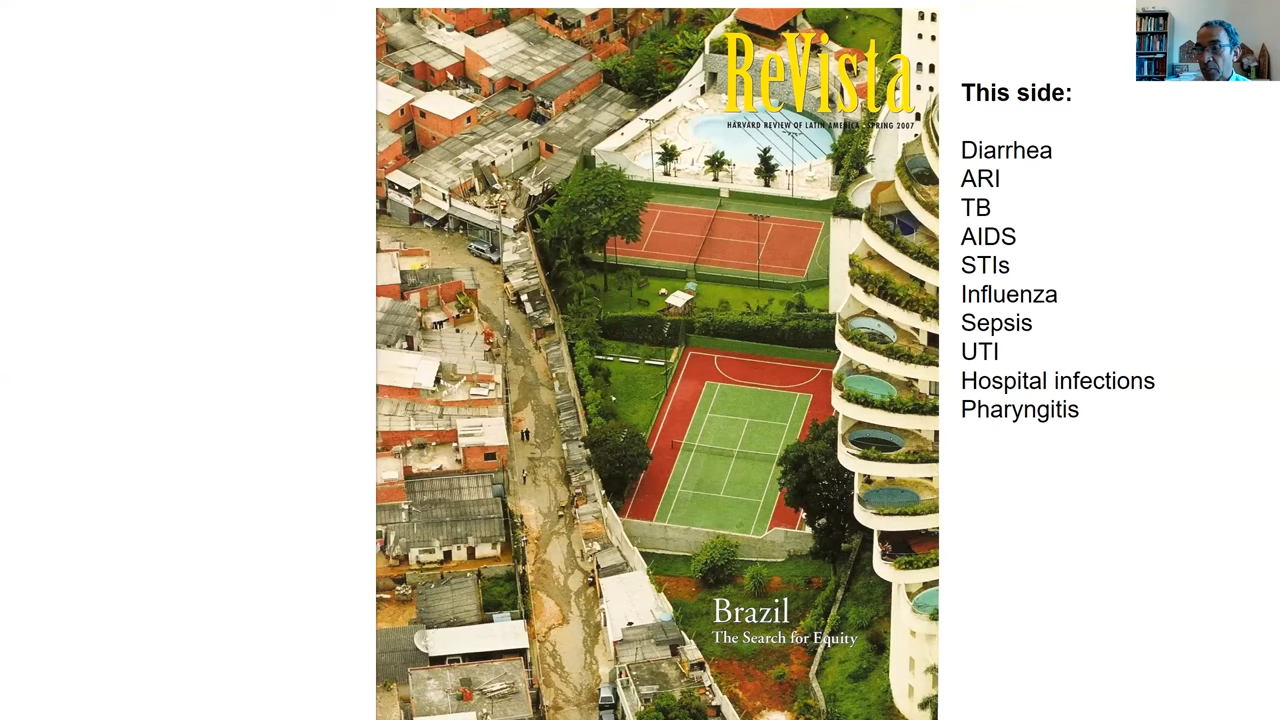 ReVista
HARVARD REVIEW OF LATIN AMERICA · SPRING 2007
Brazil
The Search for Equity
This side:
Diarrhea
ARI
TB
AIDS
STIs
Influenza
Sepsis
UTI
Hospital infections
Pharyngitis